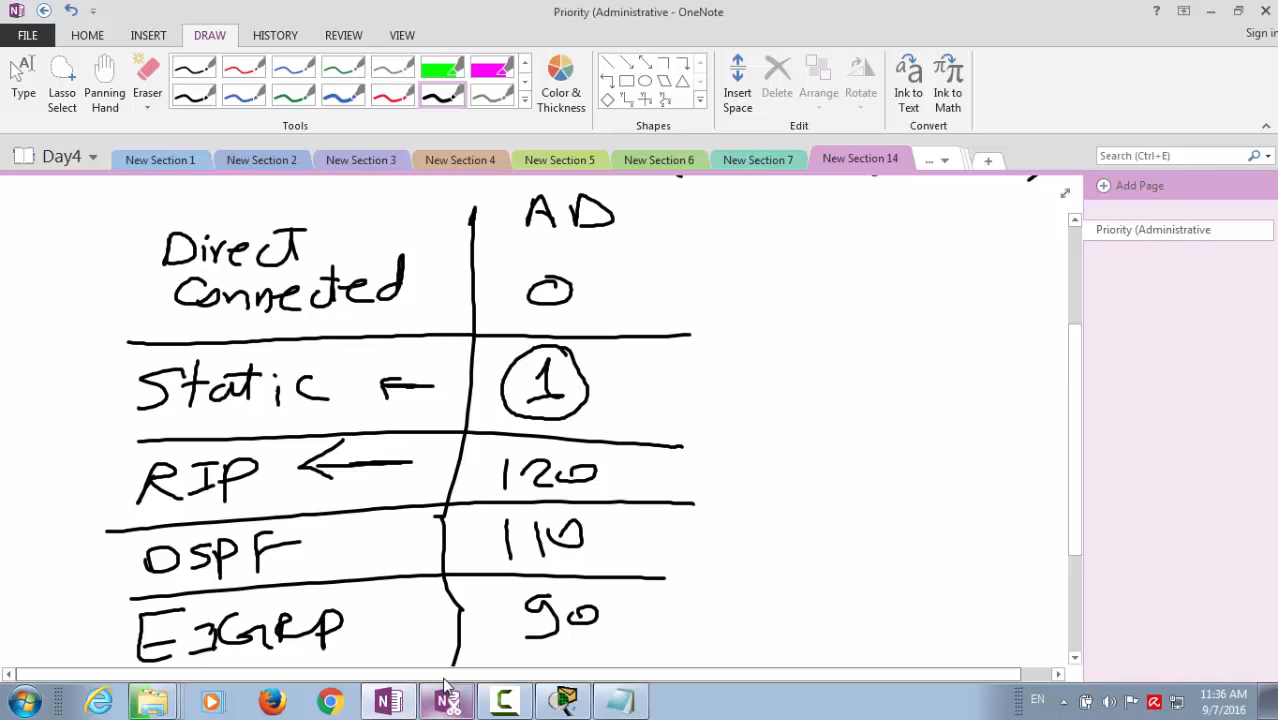 Priority (Administrative - OneNote
FILE HOME INSERT DRAW HISTORY REVIEW VIEW Sign in
Type Lasso Select Panning Hand Eraser Color & Thickness Insert Space Delete Arrange Rotate Ink to Text Ink to Math
Tools Shapes Edit Convert
Day4 New Section 1 New Section 2 New Section 3 New Section 4 New Section 5 New Section 6 New Section 7 New Section 14 ... Search (Ctrl+E)
Add Page
Priority (Administrative
AD
Direct
Connected 0
Static 1
RIP 120
OSPF 110
EIGRP 90
EN 11:36 AM
9/7/2016